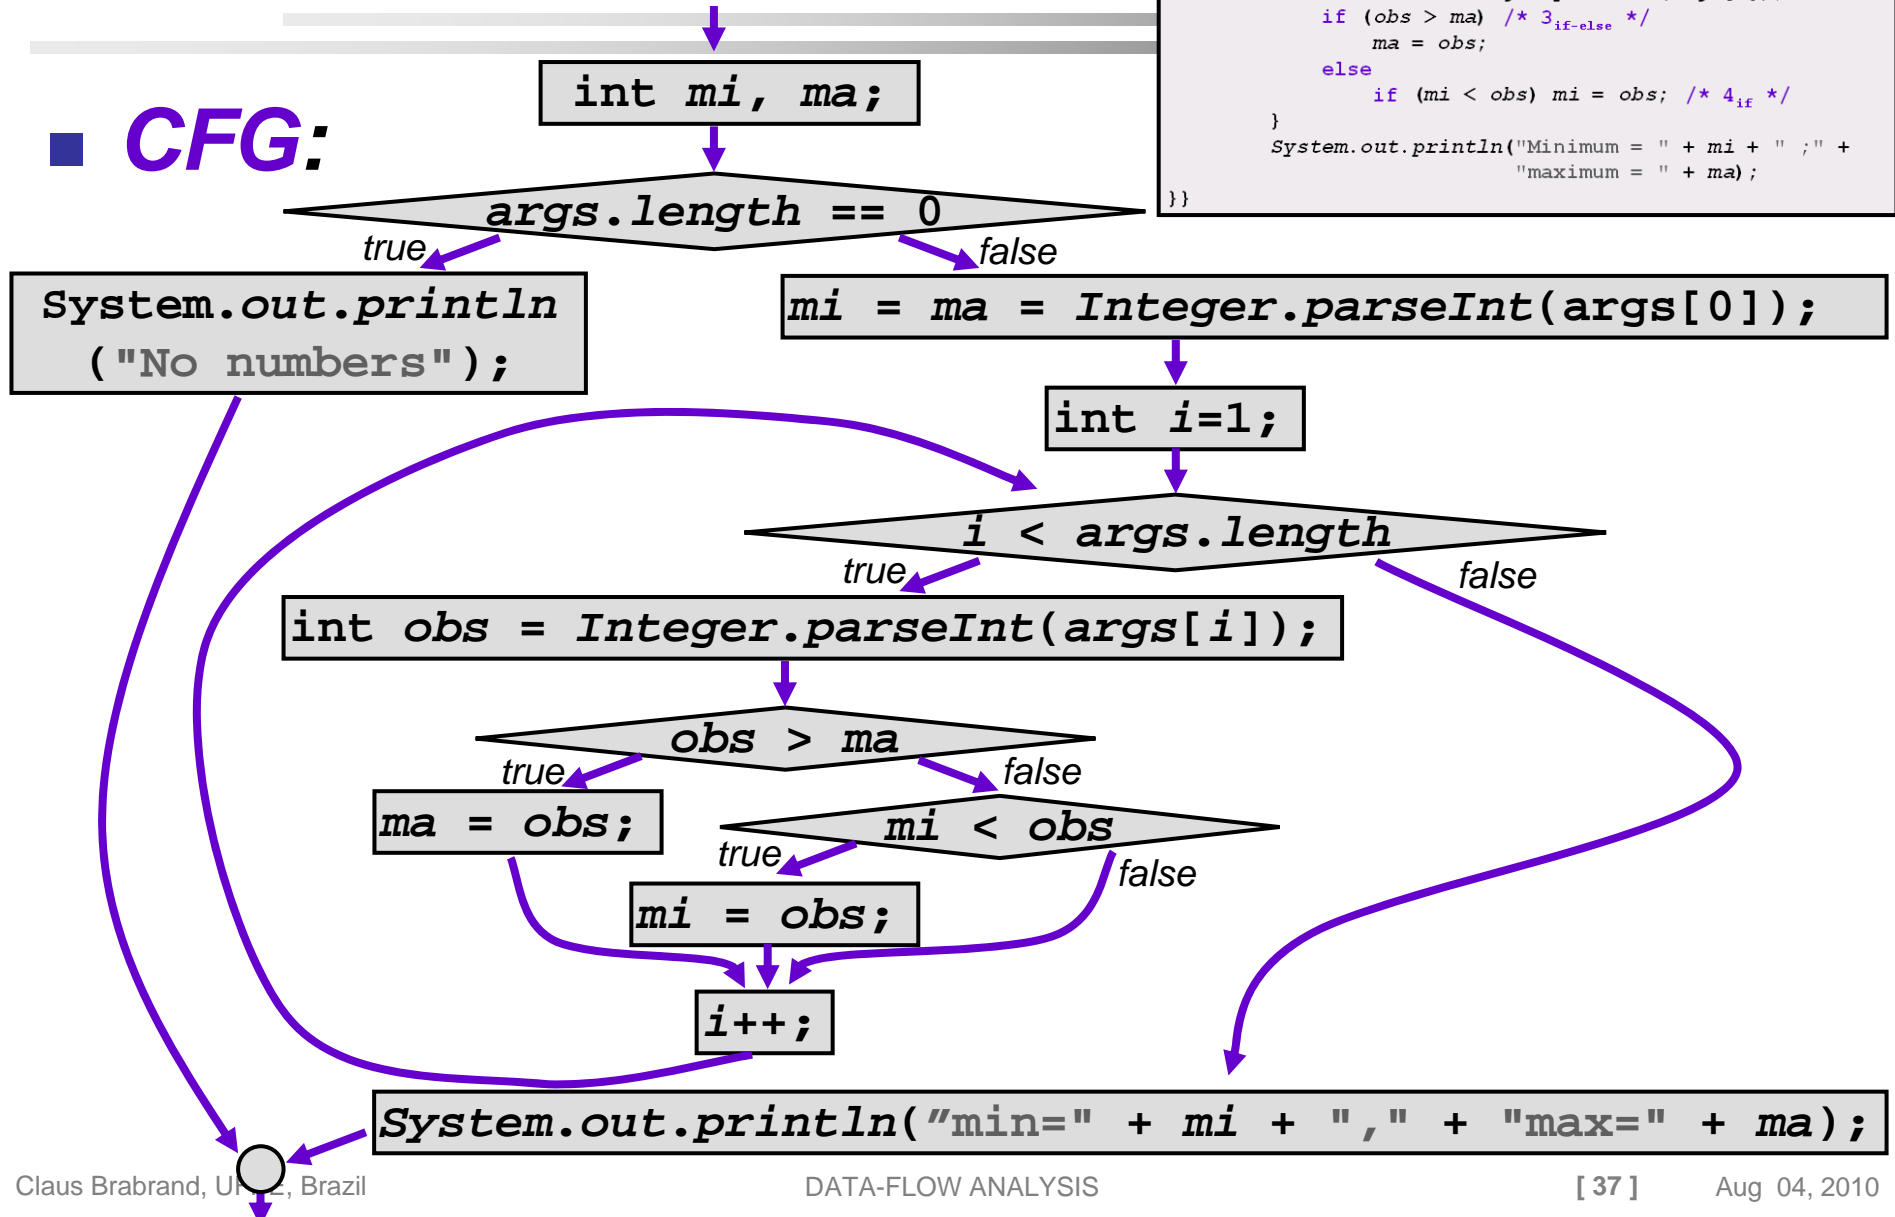 if (obs > ma) /* 3if-else */
ma = obs;
else
if (mi < obs) mi = obs; /* 4if */
}
System.out.println("Minimum = " + mi + " ;" +
"maximum = " + ma);
}}
■ CFG:
int mi, ma;
args.length == 0
true
false
System.out.println
("No numbers");
mi = ma = Integer.parseInt(args[0]);
int i=1;
i < args.length
true
false
int obs = Integer.parseInt(args[i]);
obs > ma
true
false
ma = obs;
mi < obs
true
false
mi = obs;
i++;
System.out.println(”min=" + mi + "," + "max=" + ma);
Claus Brabrand, Brazil
DATA-FLOW ANALYSIS
[ 37 ]
Aug 04, 2010